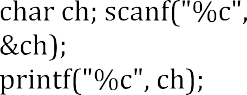 char ch; scanf("%c",
&ch);
printf("%c", ch);